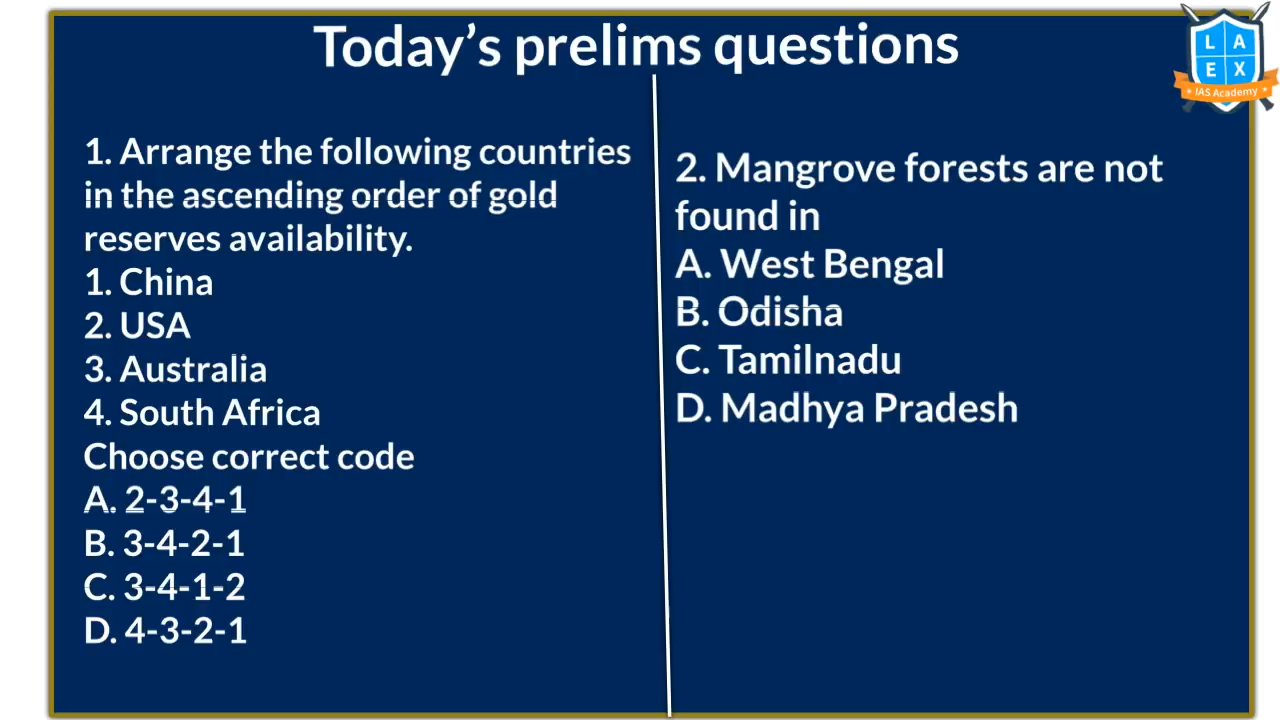 Today's prelims questions
L A
E X
IAS Academy
1. Arrange the following countries
in the ascending order of gold
reserves availability.
1. China
2. USA
3. Australia
4. South Africa
Choose correct code
A. 2-3-4-1
B. 3-4-2-1
C. 3-4-1-2
D. 4-3-2-1
2. Mangrove forests are not
found in
A. West Bengal
B. Odisha
C. Tamilnadu
D. Madhya Pradesh